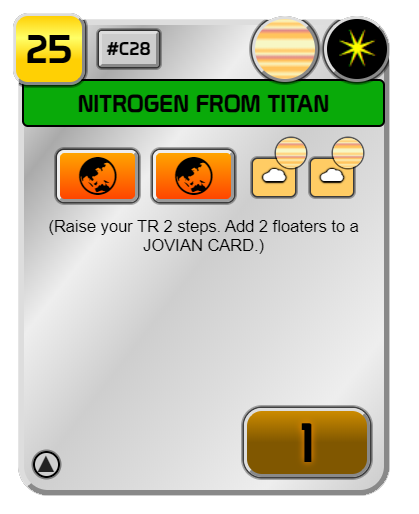 25
#C28
NITROGEN FROM TITAN
(Raise your TR 2 steps. Add 2 floaters to a
JOVIAN CARD.)
1